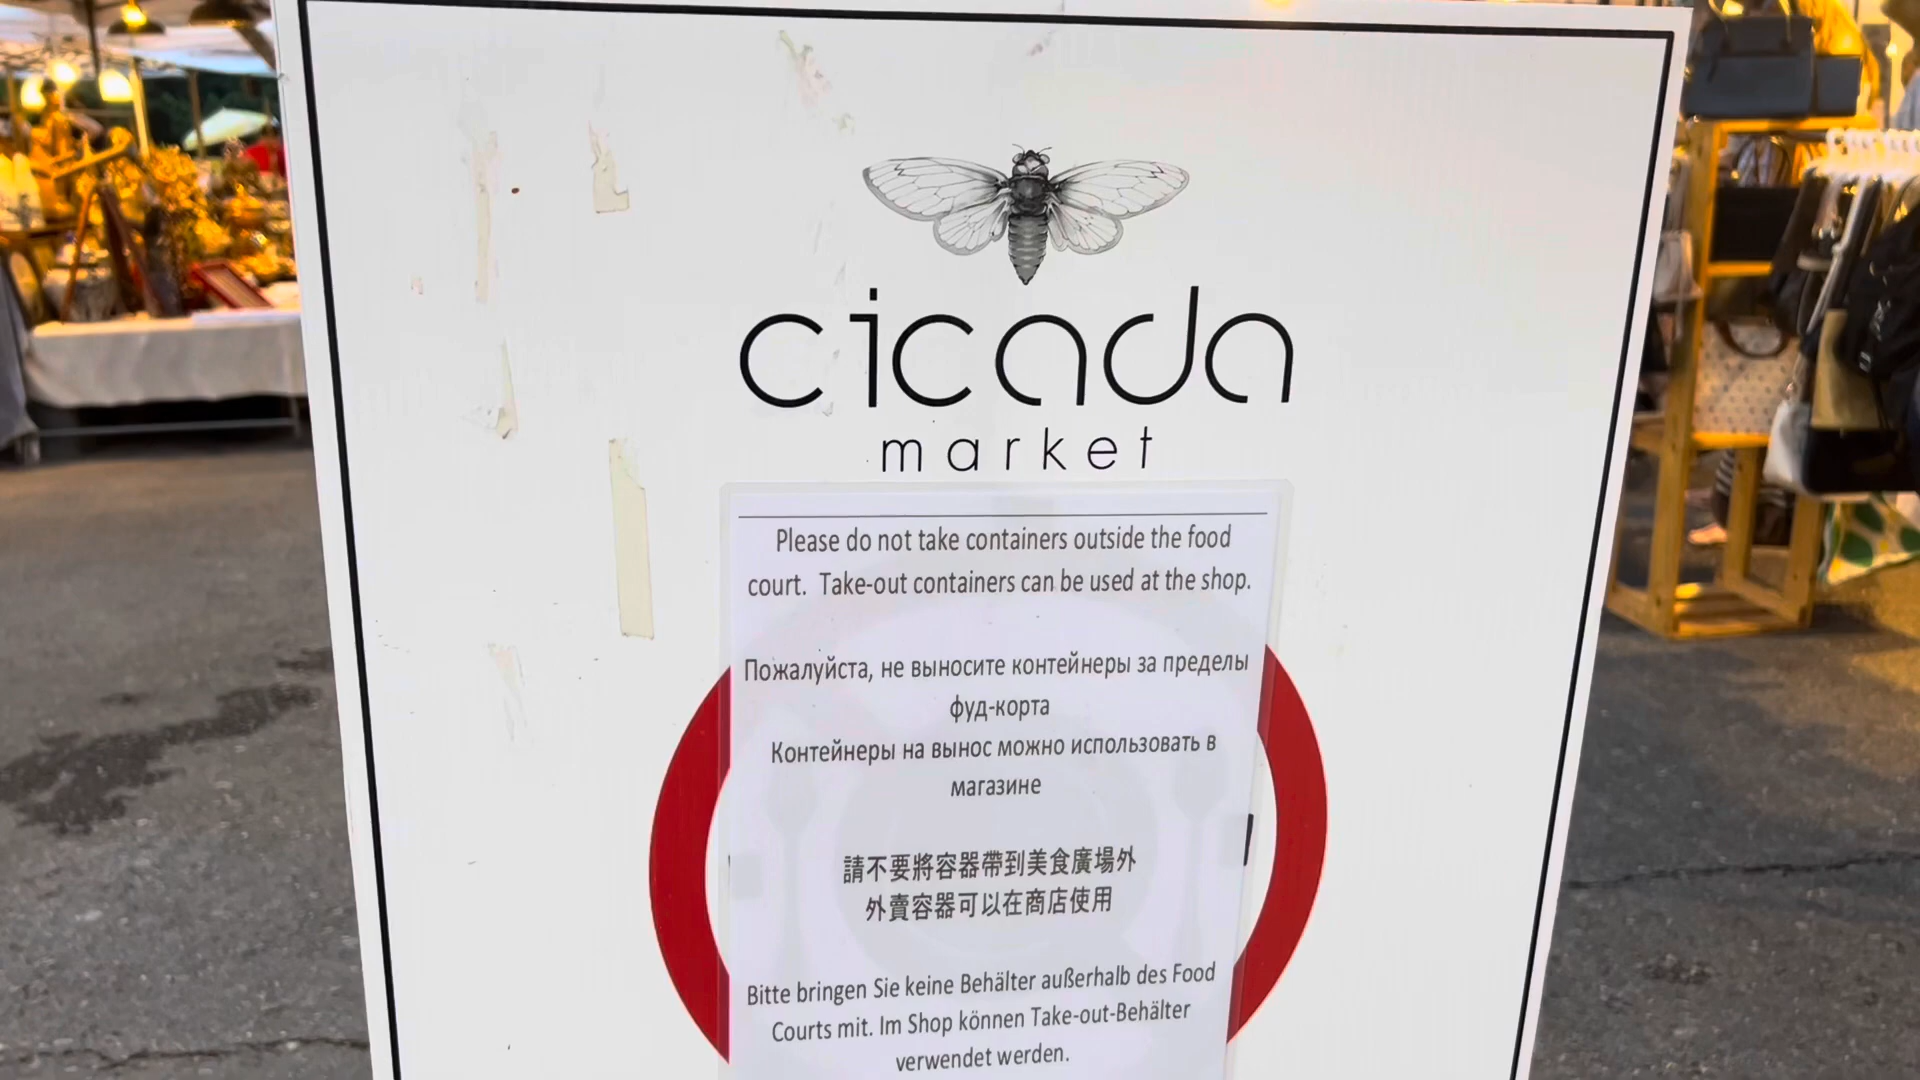 cicada
market
Please do not take containers outside the food
court. Take-out containers can be used at the shop.
Пожалуйста, не выносите контейнеры за пределы
фуд-корта
Контейнеры на вынос можно использовать в
магазине
請不要將容器帶到美食廣場外
外賣容器可以在商店使用
Bitte bringen Sie keine Behälter außerhalb des Food
Courts mit. Im Shop können Take-out-Behälter
verwendet werden.